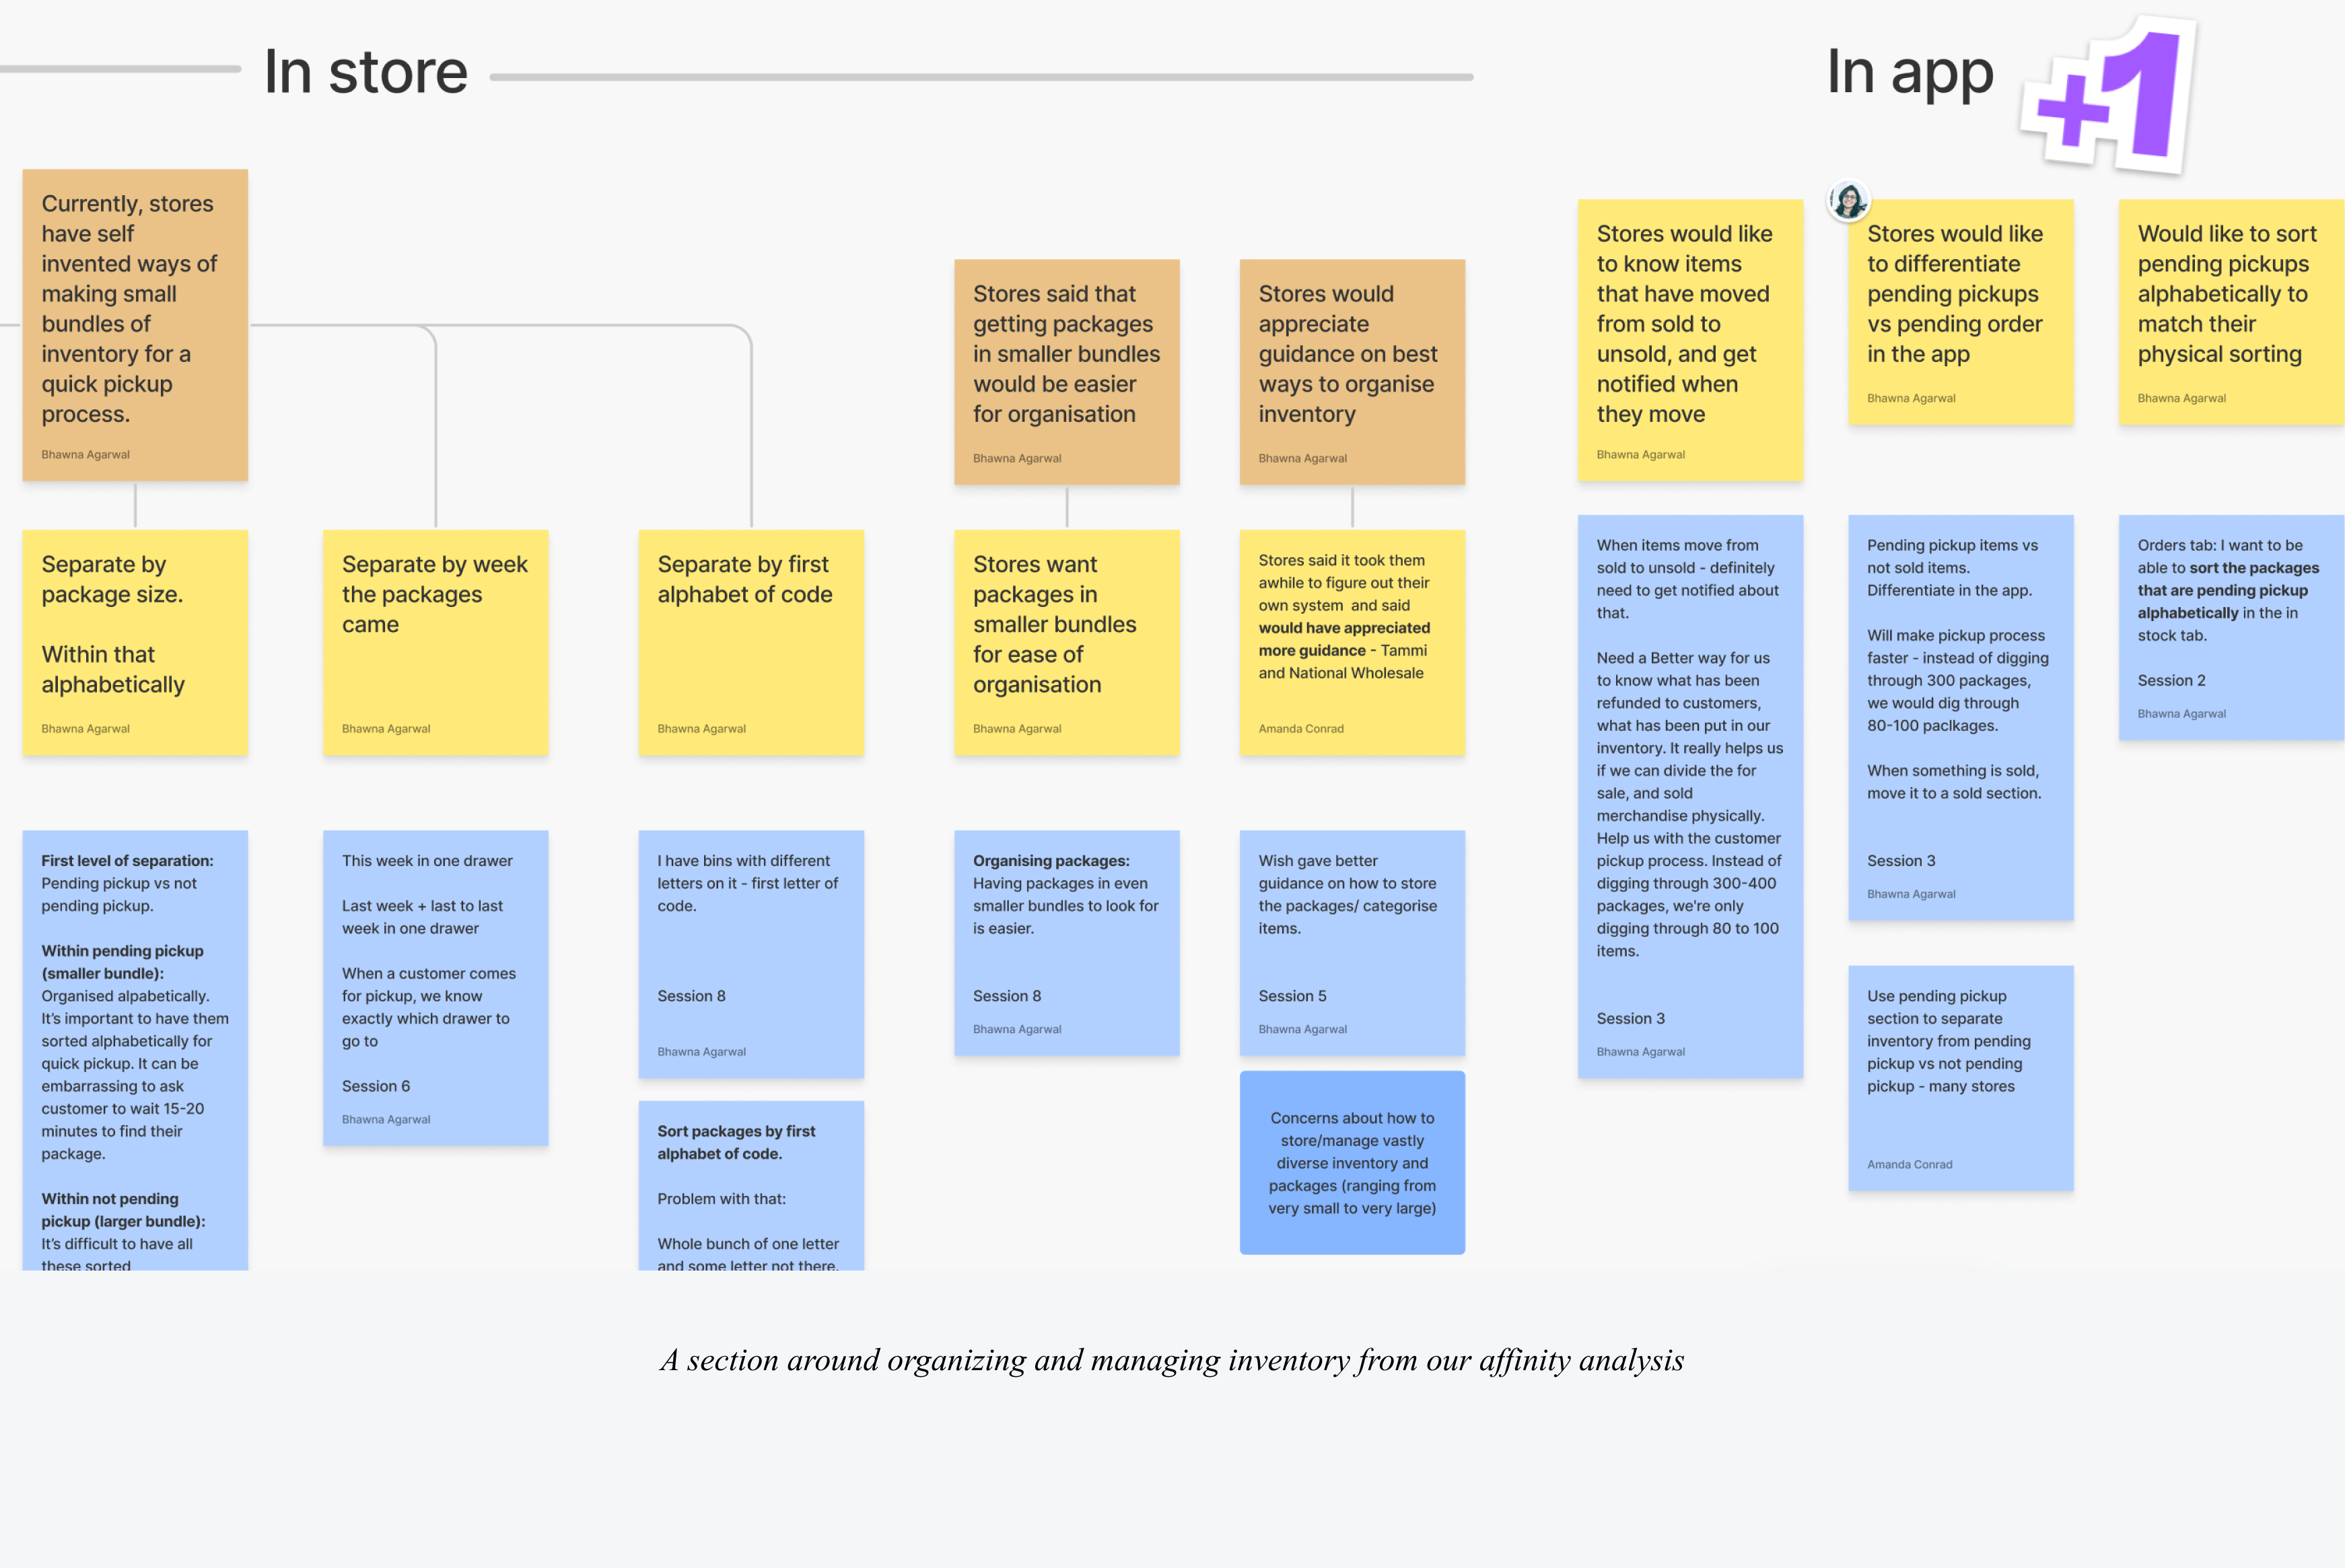 In store
In app
+1
Currently, stores
have self
invented ways of
making small
bundles of
inventory for a
quick pickup
process.
Bhawna Agarwal
Stores said that
getting packages
in smaller bundles
would be easier
for organisation
Bhawna Agarwal
Stores would
appreciate
guidance on best
ways to organise
inventory
Bhawna Agarwal
Stores would like
to know items
that have moved
from sold to
unsold, and get
notified when
they move
Bhawna Agarwal
Stores would like
to differentiate
pending pickups
vs pending order
in the app
Bhawna Agarwal
Would like to sort
pending pickups
alphabetically to
match their
physical sorting
Bhawna Agarwal
Separate by
package size.
Within that
alphabetically
Bhawna Agarwal
Separate by week
the packages
came
Bhawna Agarwal
Separate by first
alphabet of code
Bhawna Agarwal
Stores want
packages in
smaller bundles
for ease of
organisation
Bhawna Agarwal
Stores said it took them
awhile to figure out their
own system and said
would have appreciated
more guidance - Tammi
and National Wholesale
Amanda Conrad
When items move from
sold to unsold - definitely
need to get notified about
that.
Need a Better way for us
to know what has been
refunded to customers,
what has been put in our
inventory. It really helps us
if we can divide the for
sale, and sold
merchandise physically.
Help us with the customer
pickup process. Instead of
digging through 300-400
packages, we're only
digging through 80 to 100
items.
Session 3
Bhawna Agarwal
Pending pickup items vs
not sold items.
Differentiate in the app.
Will make pickup process
faster - instead of digging
through 300 packages,
we would dig through
80-100 paclkages.
When something is sold,
move it to a sold section.
Session 3
Bhawna Agarwal
Orders tab: I want to be
able to sort the packages
that are pending pickup
alphabetically in the in
stock tab.
Session 2
Bhawna Agarwal
First level of separation:
Pending pickup vs not
pending pickup.
Within pending pickup
(smaller bundle):
Organised alpabetically.
It's important to have them
sorted alphabetically for
quick pickup. It can be
embarrassing to ask
customer to wait 15-20
minutes to find their
package.
Within not pending
pickup (larger bundle):
It's difficult to have all
these sorted
This week in one drawer
Last week + last to last
week in one drawer
When a customer comes
for pickup, we know
exactly which drawer to
go to
Session 6
Bhawna Agarwal
I have bins with different
letters on it - first letter of
code.
Session 8
Bhawna Agarwal
Sort packages by first
alphabet of code.
Problem with that:
Whole bunch of one letter
and some letter not there.
Organising packages:
Having packages in even
smaller bundles to look for
is easier.
Session 8
Bhawna Agarwal
Wish gave better
guidance on how to store
the packages/ categorise
items.
Session 5
Bhawna Agarwal
Concerns about how to
store/manage vastly
diverse inventory and
packages (ranging from
very small to very large)
Use pending pickup
section to separate
inventory from pending
pickup vs not pending
pickup - many stores
Amanda Conrad
A section around organizing and managing inventory from our affinity analysis